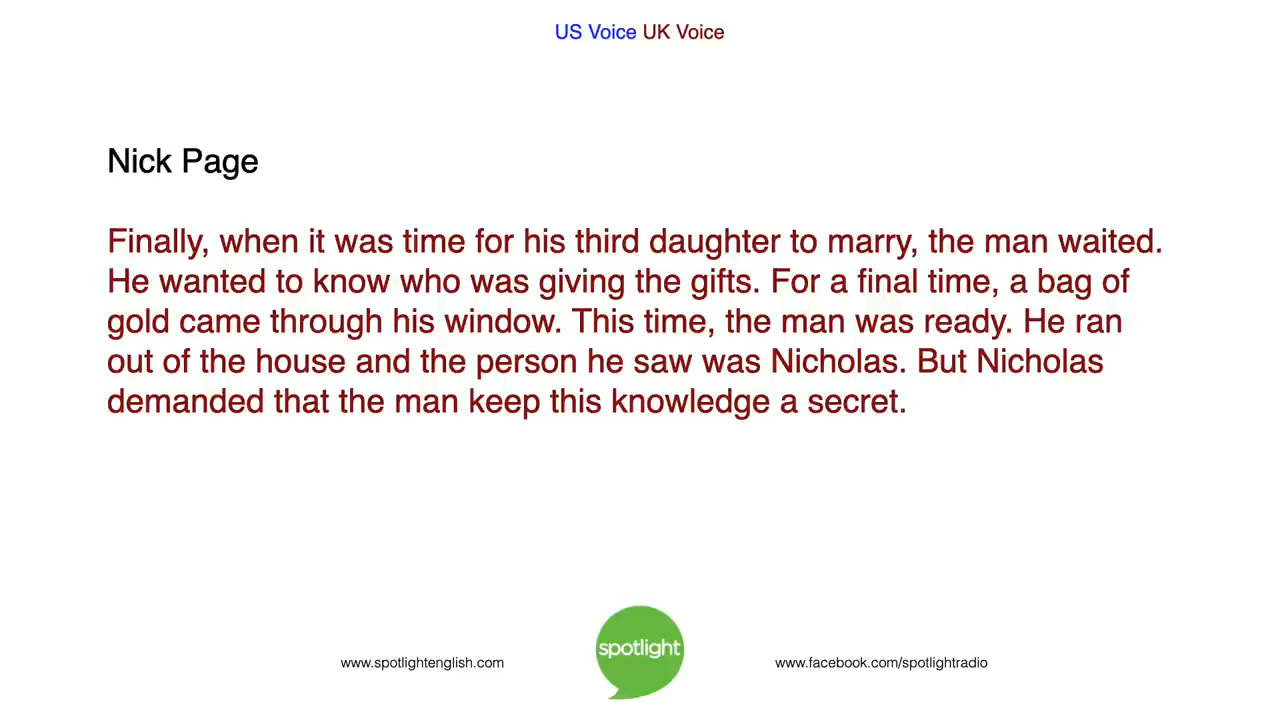 US Voice UK Voice
Nick Page
Finally, when it was time for his third daughter to marry, the man waited.
He wanted to know who was giving the gifts. For a final time, a bag of
gold came through his window. This time, the man was ready. He ran
out of the house and the person he saw was Nicholas. But Nicholas
demanded that the man keep this knowledge a secret.
spotlight
www.spotlightenglish.com
www.facebook.com/spotlightradio